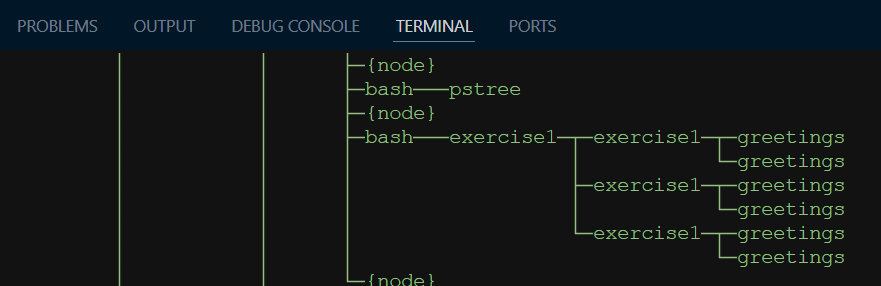 PROBLEMS OUTPUT DEBUG CONSOLE TERMINAL PORTS
├─{node}
├─bash───pstree
├─{node}
├─bash───exercise1─┬─exercise1─┬─greetings
│ └─greetings
├─exercise1─┬─greetings
│ └─greetings
└─exercise1─┬─greetings
└─greetings
└─{node}